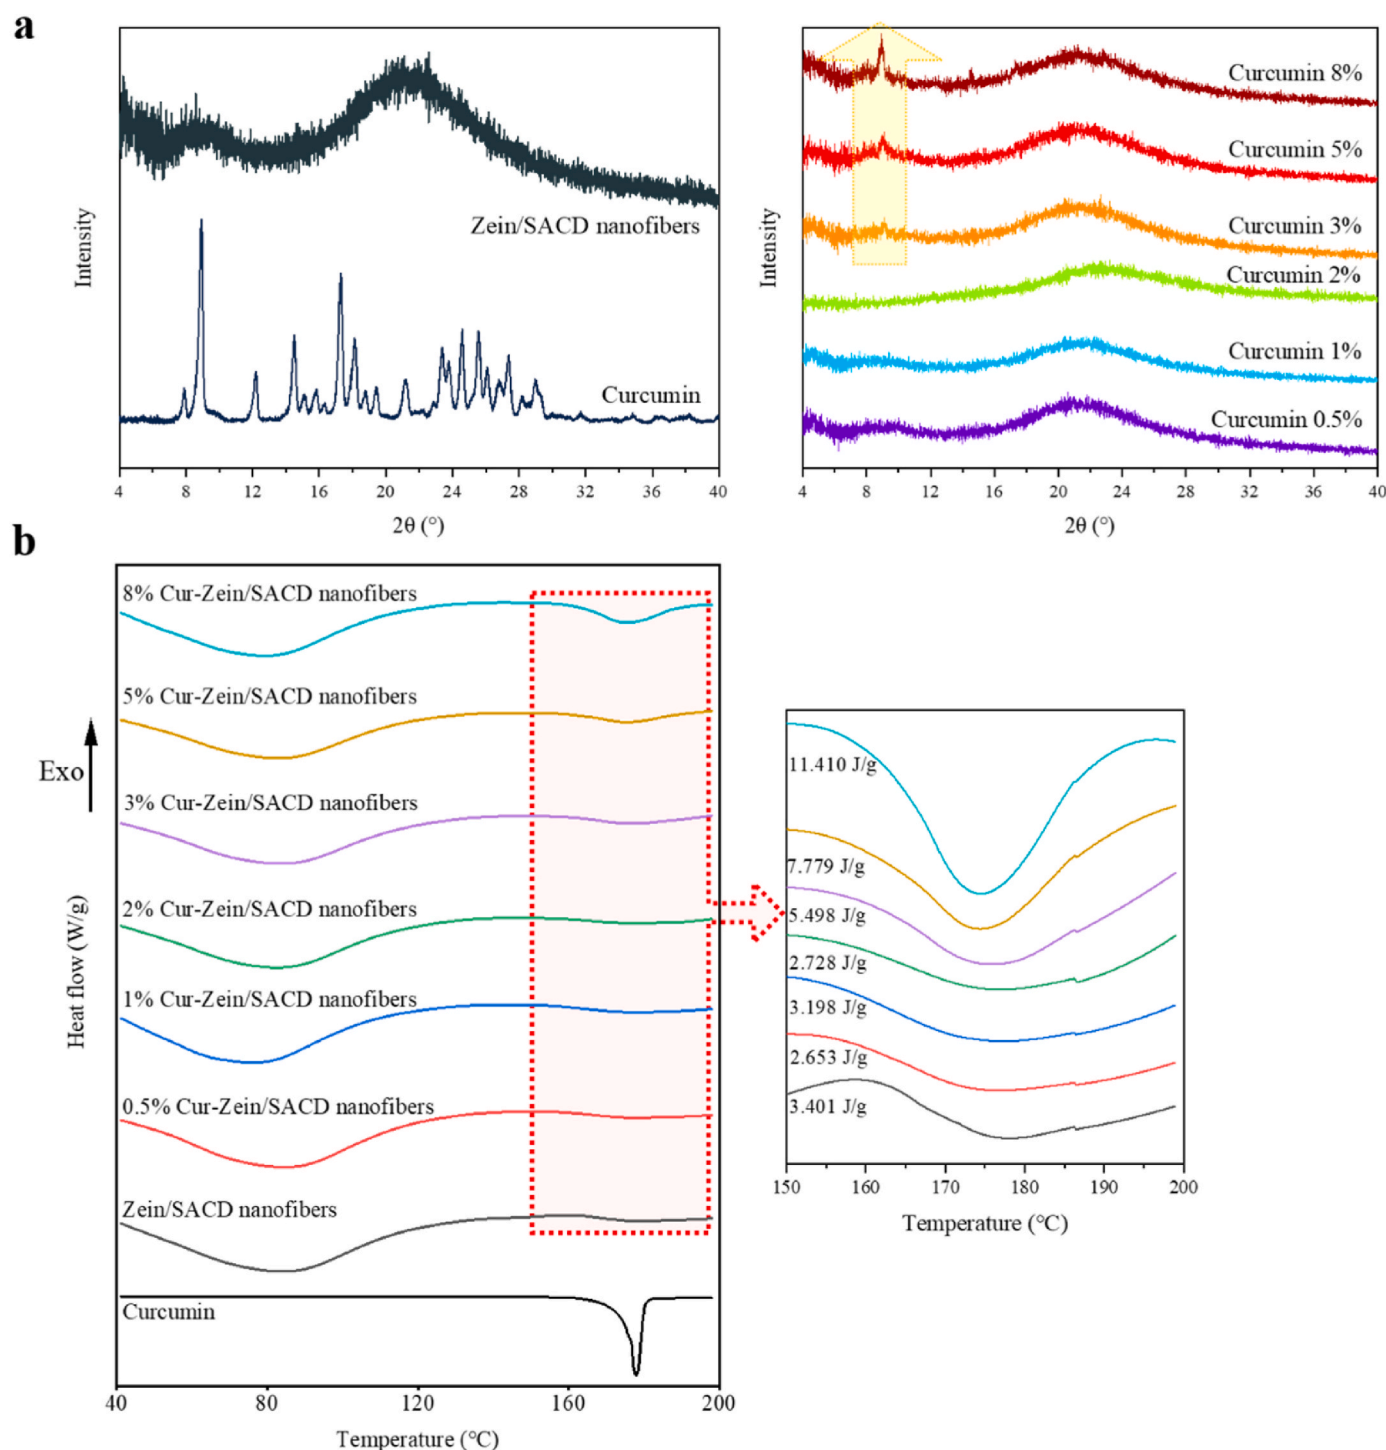 a
Intensity
Zein/SACD nanofibers
Curcumin
4 8 12 16 20 24 28 32 36 40
2θ (°)
Intensity
Curcumin 8%
Curcumin 5%
Curcumin 3%
Curcumin 2%
Curcumin 1%
Curcumin 0.5%
4 8 12 16 20 24 28 32 36 40
2θ (°)
b
Exo
Heat flow (W/g)
8% Cur-Zein/SACD nanofibers
5% Cur-Zein/SACD nanofibers
3% Cur-Zein/SACD nanofibers
2% Cur-Zein/SACD nanofibers
1% Cur-Zein/SACD nanofibers
0.5% Cur-Zein/SACD nanofibers
Zein/SACD nanofibers
Curcumin
40 80 120 160 200
Temperature (°C)
11.410 J/g
7.779 J/g
5.498 J/g
2.728 J/g
3.198 J/g
2.653 J/g
3.401 J/g
150 160 170 180 190 200
Temperature (°C)